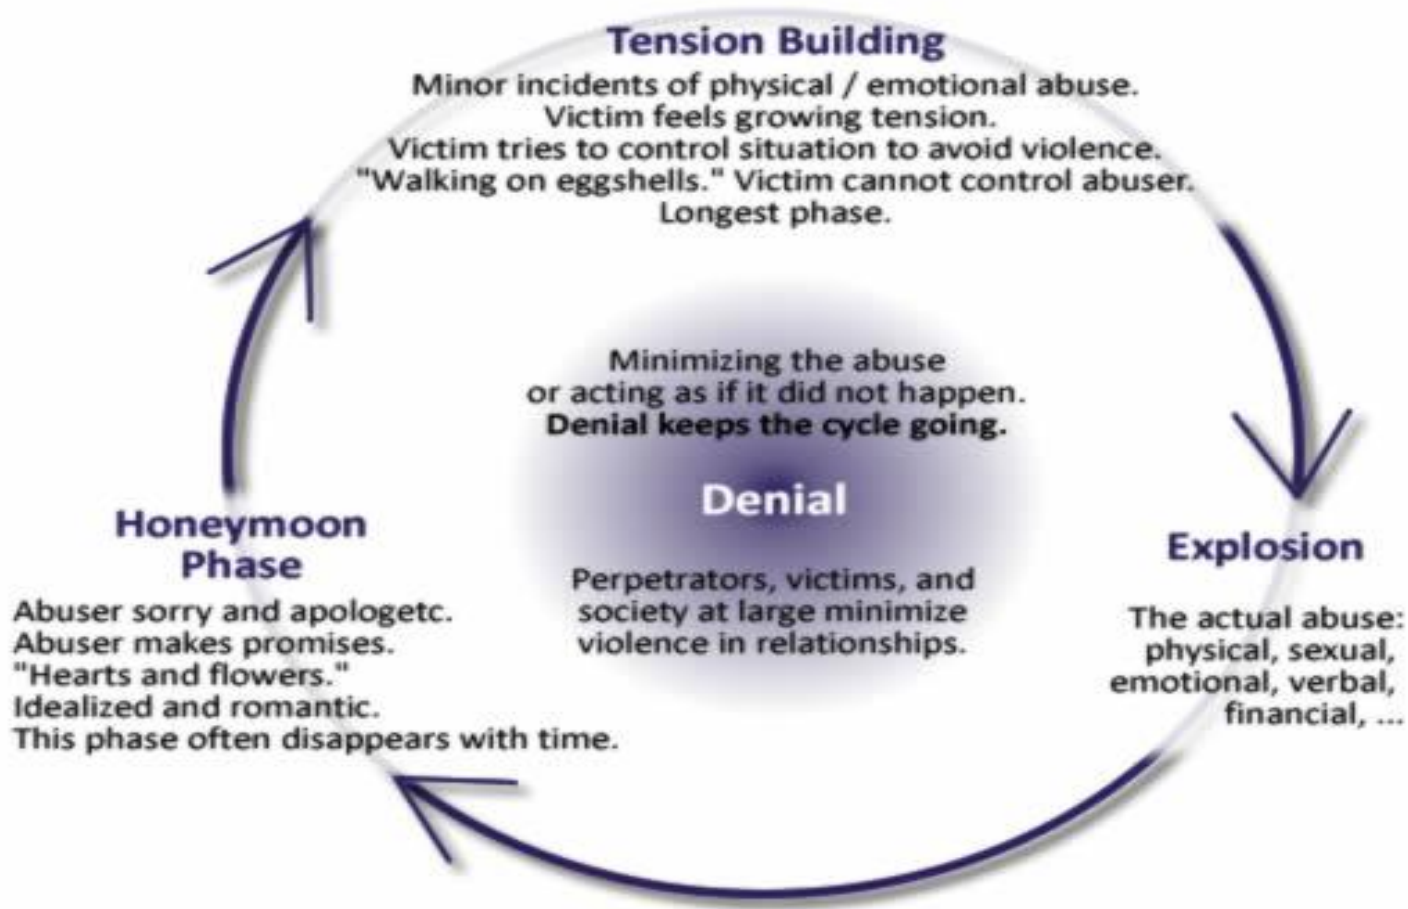 Tension Building
Minor incidents of physical / emotional abuse.
Victim feels growing tension.
Victim tries to control situation to avoid violence.
"Walking on eggshells." Victim cannot control abuser.
Longest phase.
Minimizing the abuse
or acting as if it did not happen.
Denial keeps the cycle going.
Denial
Perpetrators, victims, and
society at large minimize
violence in relationships.
Explosion
The actual abuse:
physical, sexual,
emotional, verbal,
financial, ...
Honeymoon
Phase
Abuser sorry and apologetc.
Abuser makes promises.
"Hearts and flowers."
Idealized and romantic.
This phase often disappears with time.